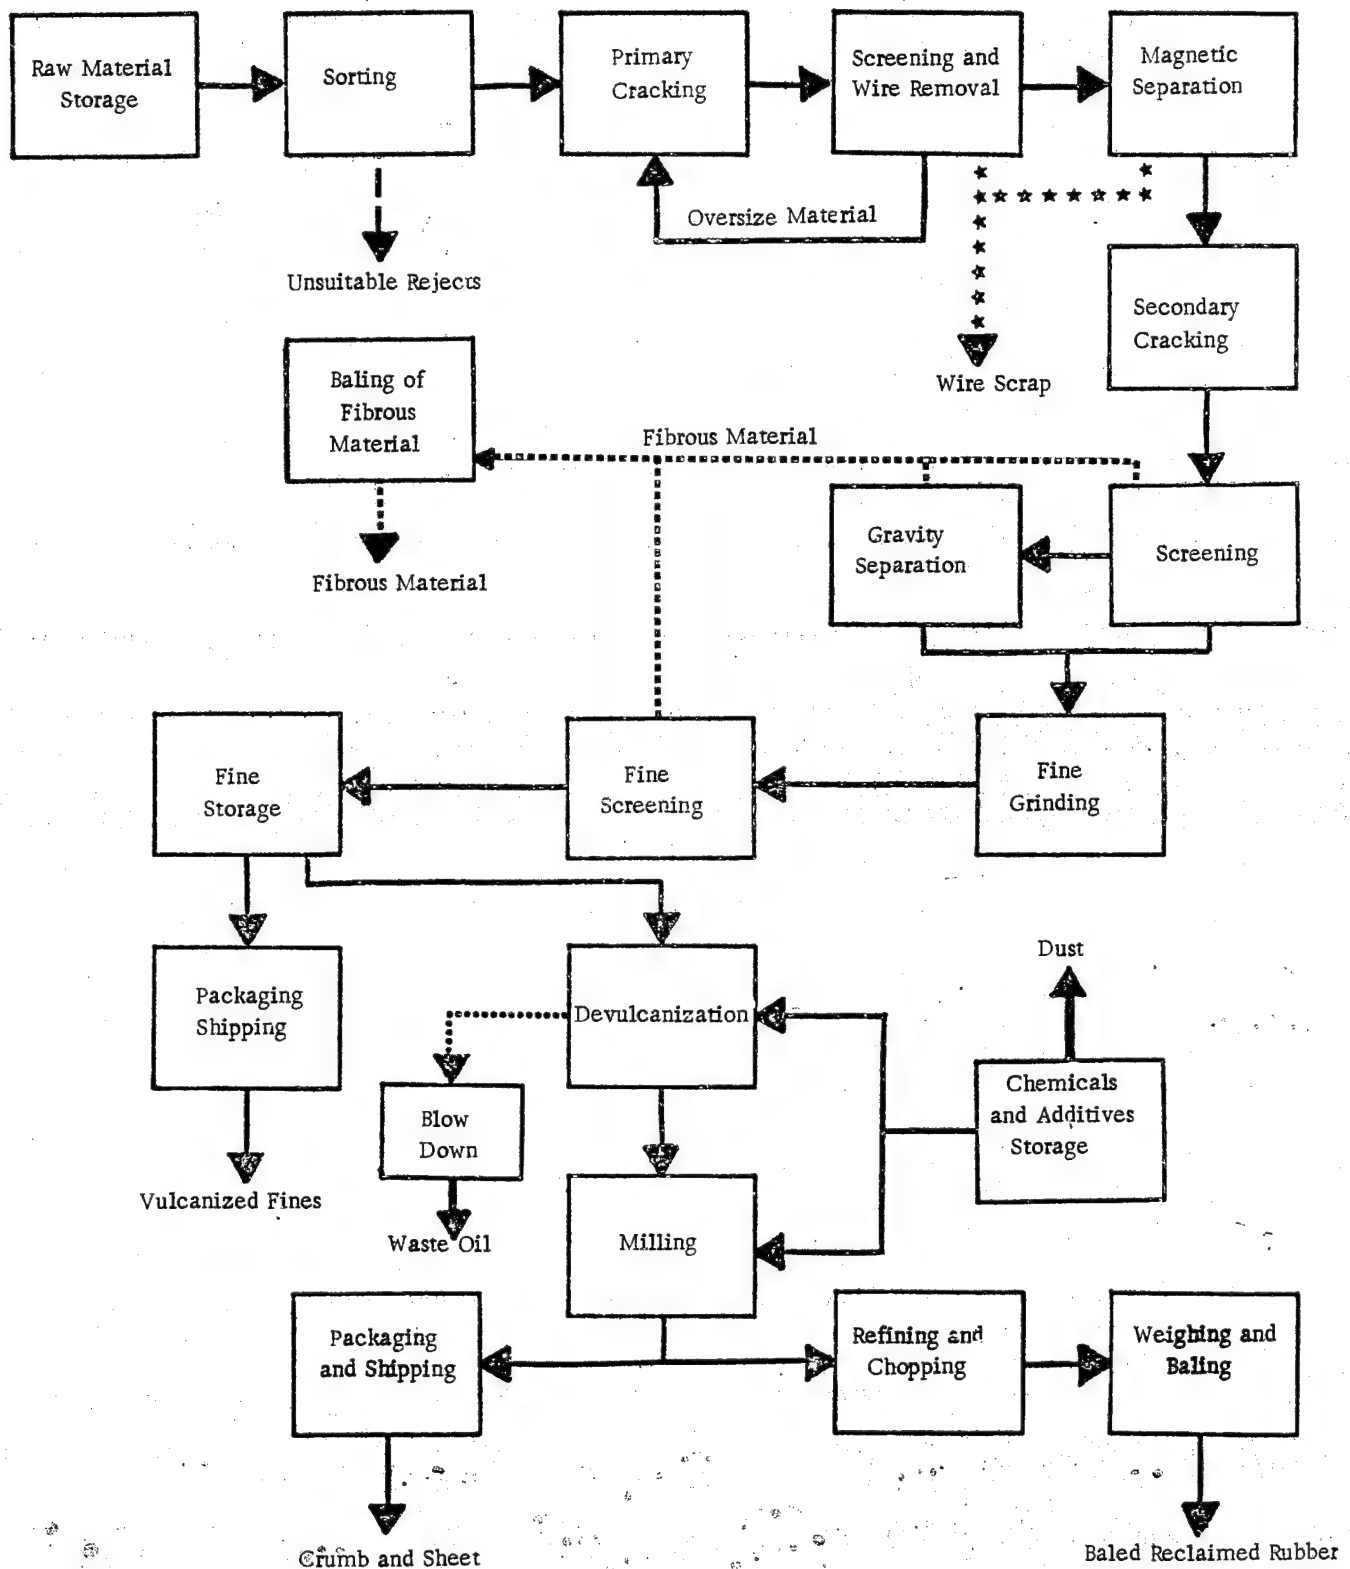 Raw Material
Storage
Sorting
Primary
Cracking
Screening and
Wire Removal
Magnetic
Separation
Oversize Material
Unsuitable Rejects
Secondary
Cracking
Wire Scrap
Baling of
Fibrous
Material
Fibrous Material
Gravity
Separation
Screening
Fibrous Material
Fine
Storage
Fine
Screening
Fine
Grinding
Dust
Packaging
Shipping
Devulcanization
Chemicals
and Additives
Storage
Blow
Down
Vulcanized Fines
Waste Oil
Milling
Packaging
and Shipping
Refining and
Chopping
Weighing and
Baling
Crumb and Sheet
Baled Reclaimed Rubber